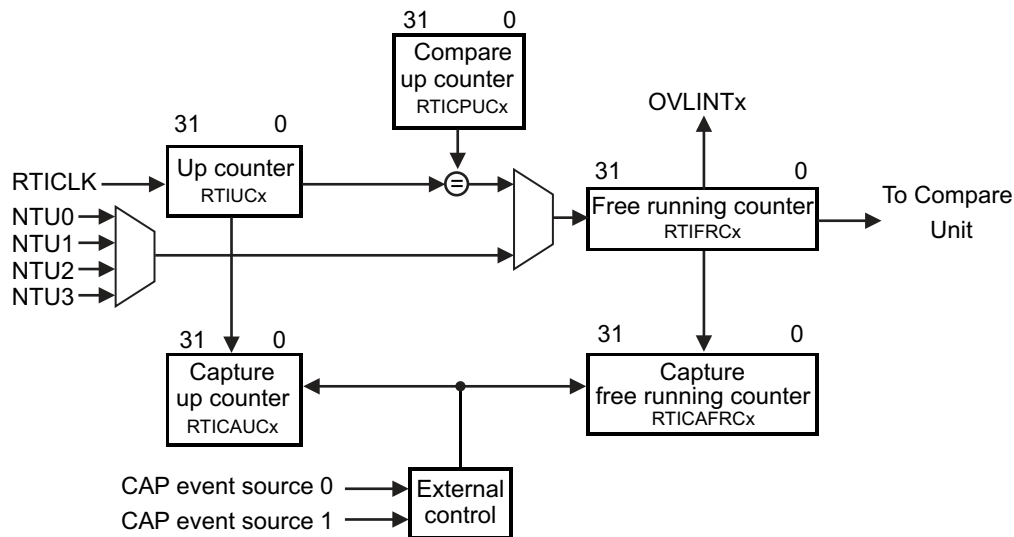 31 0
Compare
up counter
RTICPUCx
OVLINTx
31 0
Up counter
RTIUCx
RTICLK
=
31 0
Free running counter
RTIFRCx
To Compare
Unit
NTU0
NTU1
NTU2
NTU3
31 0
Capture
up counter
RTICAUCx
31 0
Capture
free running counter
RTICAFRCx
CAP event source 0
CAP event source 1
External
control